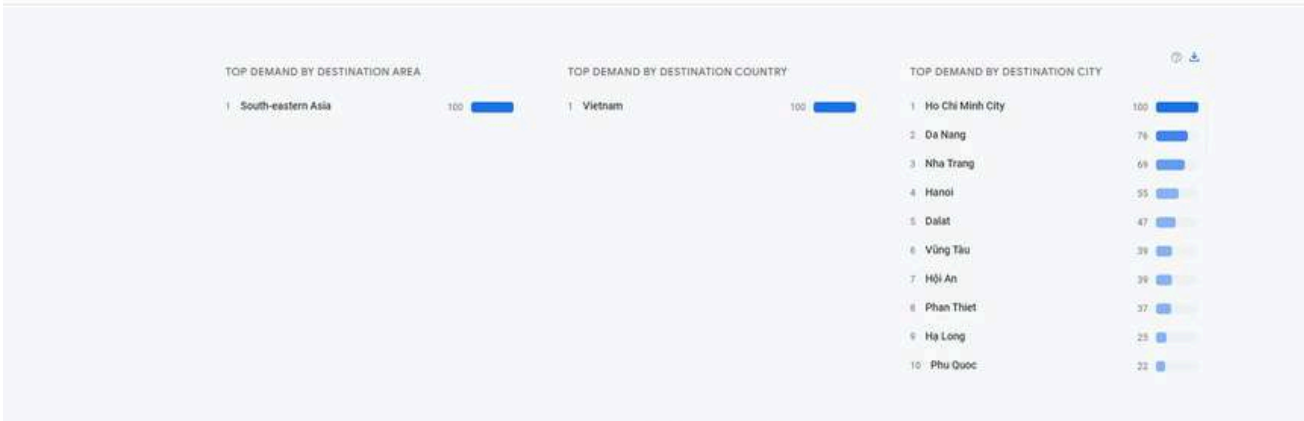 TOP DEMAND BY DESTINATION AREA
1 South-eastern Asia 100
TOP DEMAND BY DESTINATION COUNTRY
1 Vietnam 100
TOP DEMAND BY DESTINATION CITY
1 Ho Chi Minh City 100
2 Da Nang 76
3 Nha Trang 69
4 Hanoi 55
5 Dalat 47
6 Vũng Tàu 39
7 Hội An 39
8 Phan Thiet 37
9 Hạ Long 25
10 Phu Quoc 22